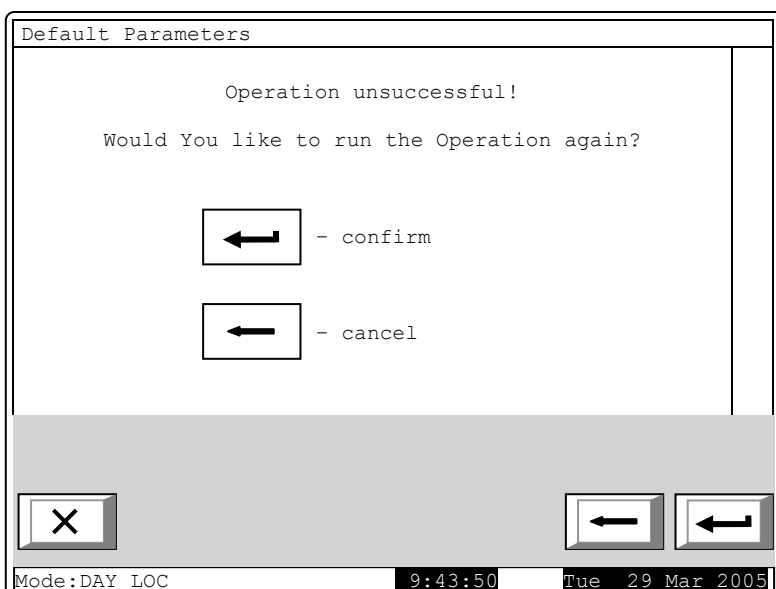 Default Parameters
Operation unsuccessful!
Would You like to run the Operation again?
- confirm
- cancel
Mode:DAY LOC 9:43:50 Tue 29 Mar 2005